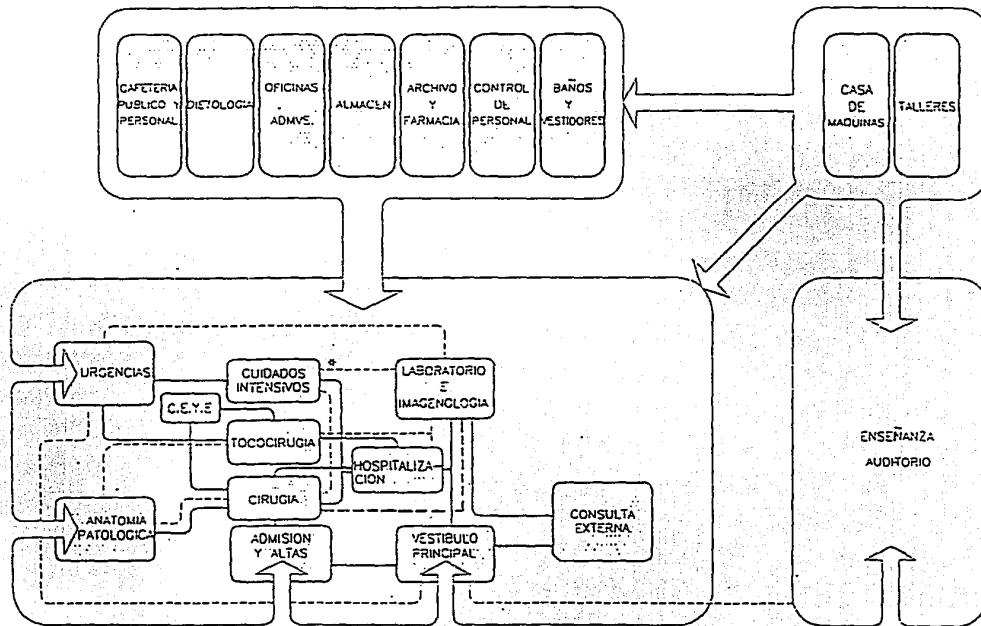 CAFETERIA
PUBLICO Y
PERSONAL
DIETOLOGIA
OFICINAS
ADMVS.
ALMACEN
ARCHIVO
Y
FARMACIA
CONTROL
DE
PERSONAL
BAÑOS
Y
VESTIDORES
CASA
DE
MAQUINAS
TALLERES
URGENCIAS
CUIDADOS
INTENSIVOS
*
LABORATORIO
E
IMAGENOLOGIA
C.E.Y.E
TOCOCIRUGIA
HOSPITALIZA
CION
CIRUGIA
ANATOMIA
PATOLOGICA
ADMISION
Y ALTAS
VESTIBULO
PRINCIPAL
CONSULTA
EXTERNA
ENSEÑANZA
AUDITORIO